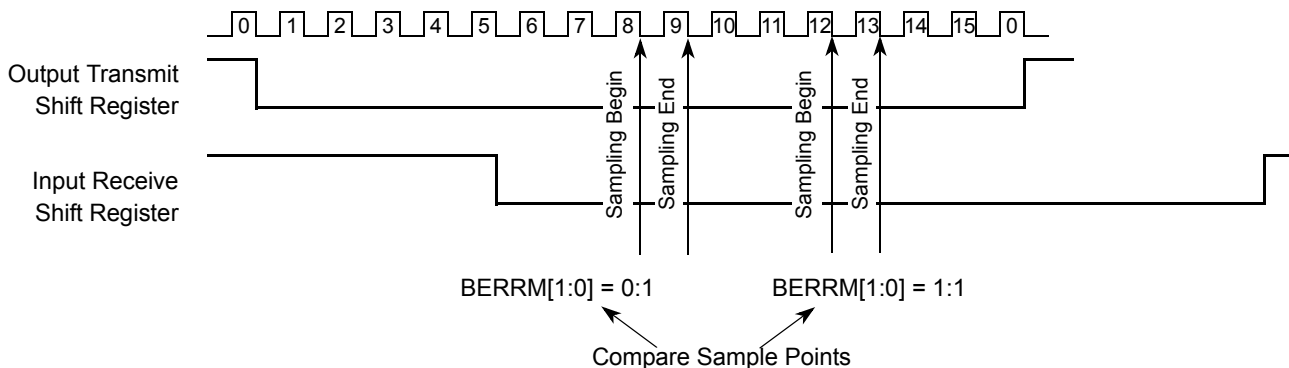 0 1 2 3 4 5 6 7 8 9 10 11 12 13 14 15 0
Output Transmit
Shift Register
Input Receive
Shift Register
Sampling Begin
Sampling End
Sampling Begin
Sampling End
BERRM[1:0] = 0:1
BERRM[1:0] = 1:1
Compare Sample Points